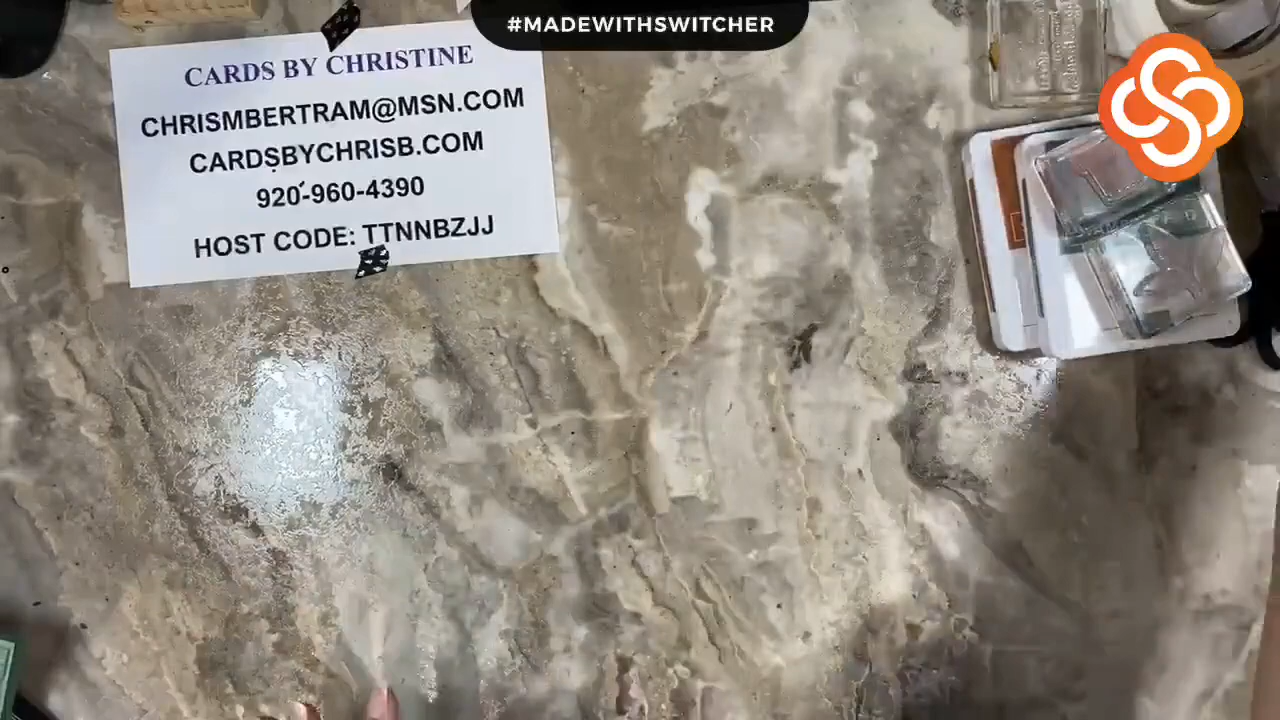 #MADEWITHSWITCHER
CARDS BY CHRISTINE
CHRISMBERTRAM@MSN.COM
CARDSBYCHRISB.COM
920-960-4390
HOST CODE: TTNNBZJJ